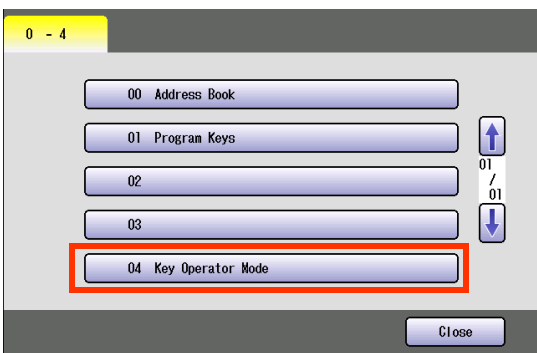 0 - 4
00 Address Book
01 Program Keys
02
03
04 Key Operator Mode
01
/
01
Close